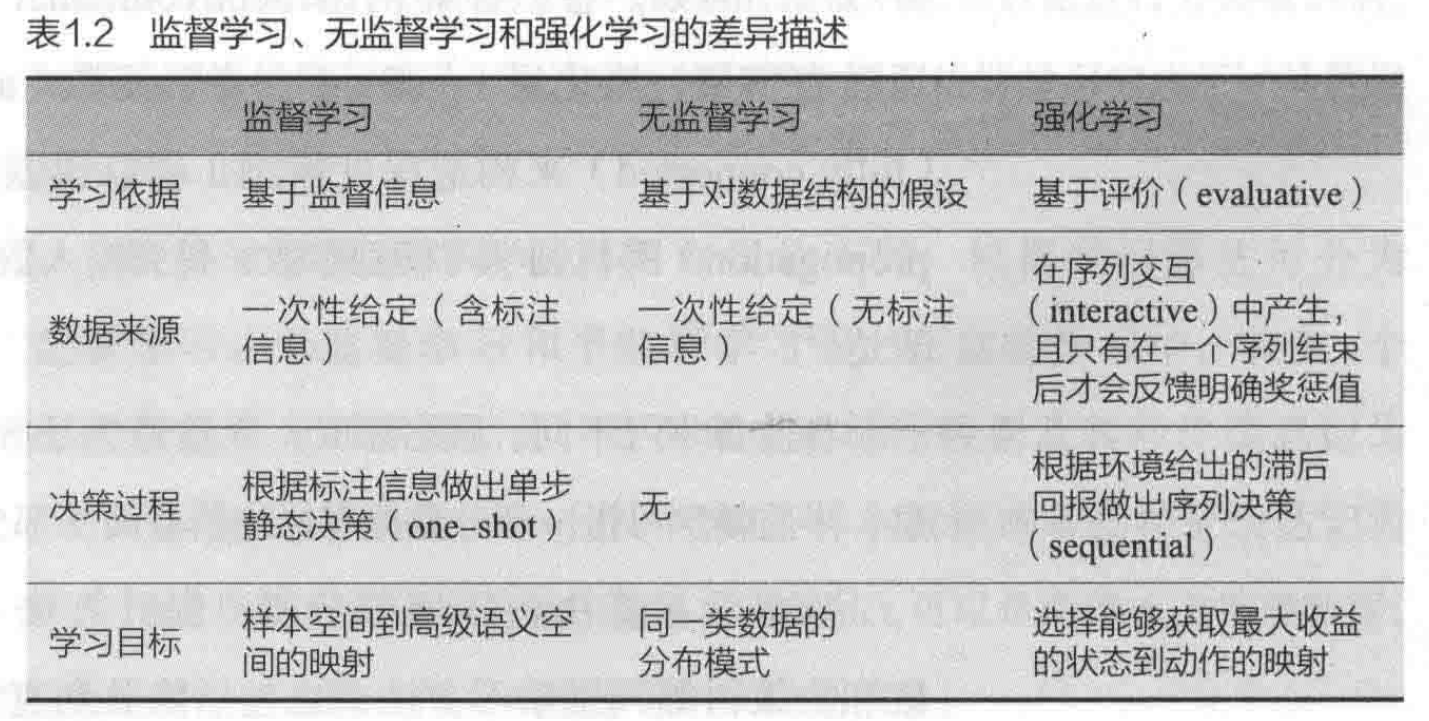 表1.2 监督学习、无监督学习和强化学习的差异描述
监督学习 无监督学习 强化学习
学习依据 基于监督信息 基于对数据结构的假设 基于评价（evaluative）
数据来源
一次性给定（含标注
信息）
一次性给定（无标注
信息）
在序列交互
（interactive）中产生，
且只有在一个序列结束
后才会反馈明确奖惩值
决策过程
根据标注信息做出单步
静态决策（one-shot）
无
根据环境给出的滞后
回报做出序列决策
（sequential）
学习目标
样本空间到高级语义空
间的映射
同一类数据的
分布模式
选择能够获取最大收益
的状态到动作的映射